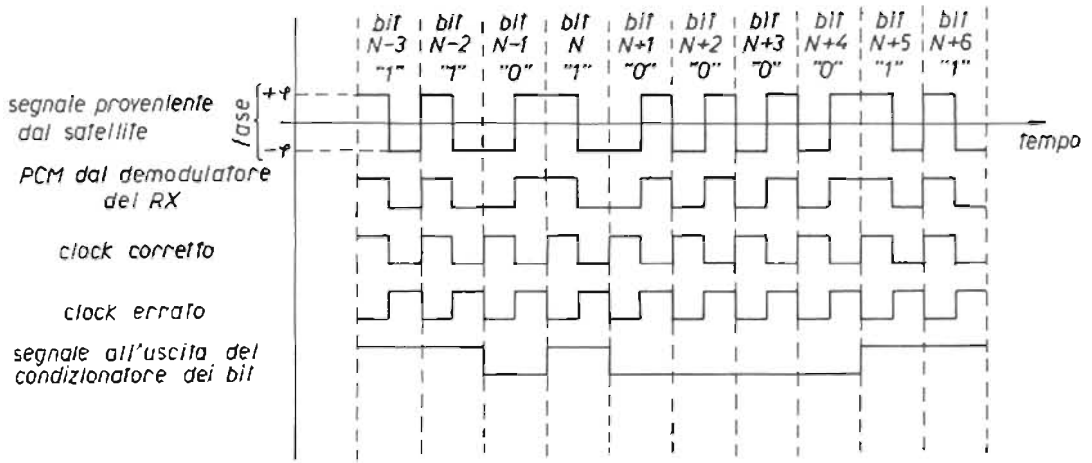 bit bit bit bit bit bit bit bit bit bit
N-3 N-2 N-1 N N+1 N+2 N+3 N+4 N+5 N+6
"1" "1" "0" "1" "0" "0" "0" "0" "1" "1"
segnale proveniente
dal satellite
fase
+φ
-φ
tempo
PCM dal demodulatore
del RX
clock corretto
clock errato
segnale all'uscita del
condizionatore dei bit